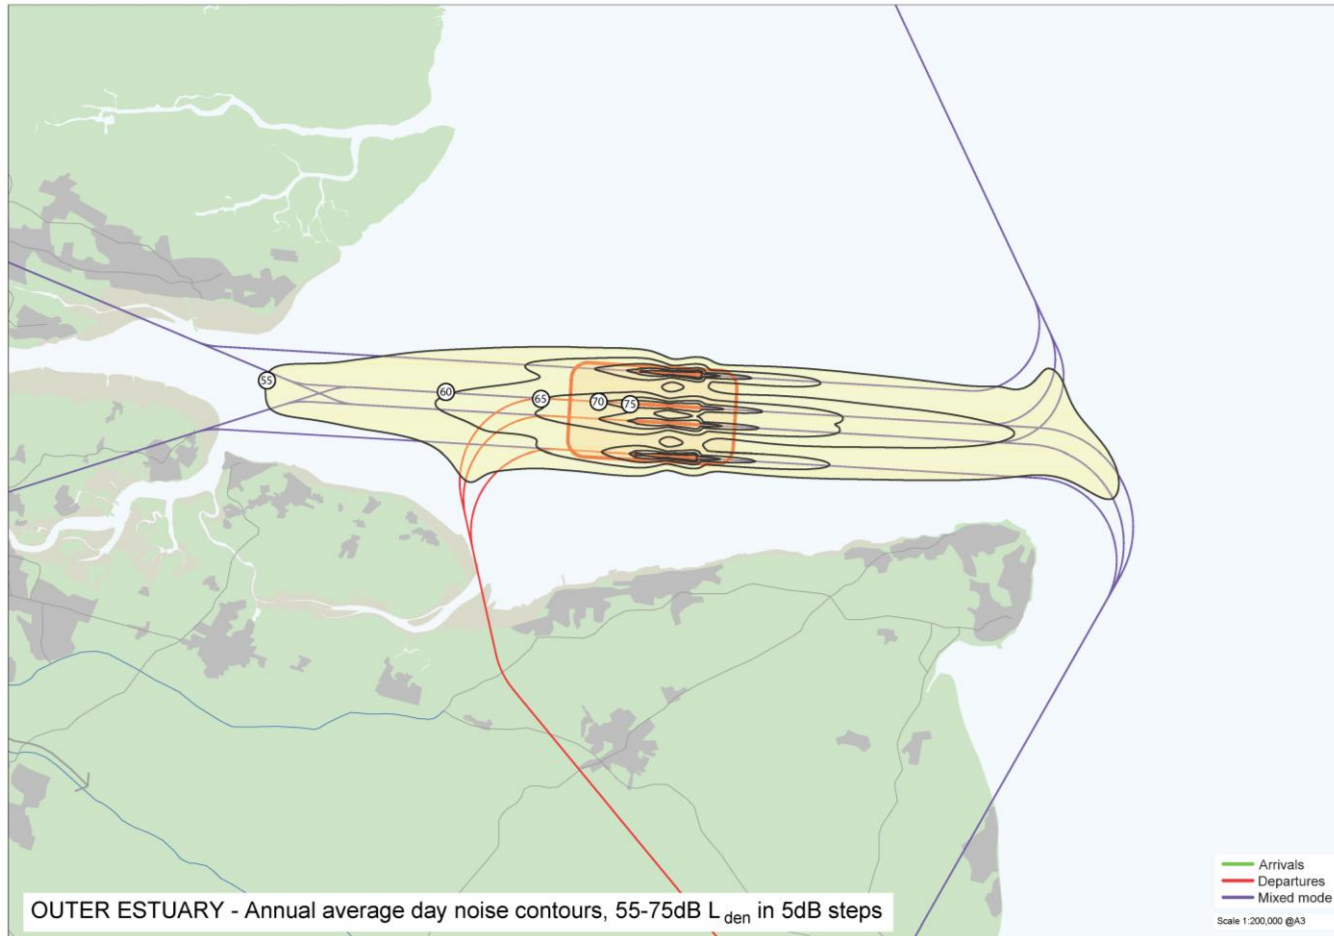 55
60
65
70
75
Arrivals
Departures
Mixed mode
Scale 1:200,000 @A3
OUTER ESTUARY - Annual average day noise contours, 55-75dB L den in 5dB steps